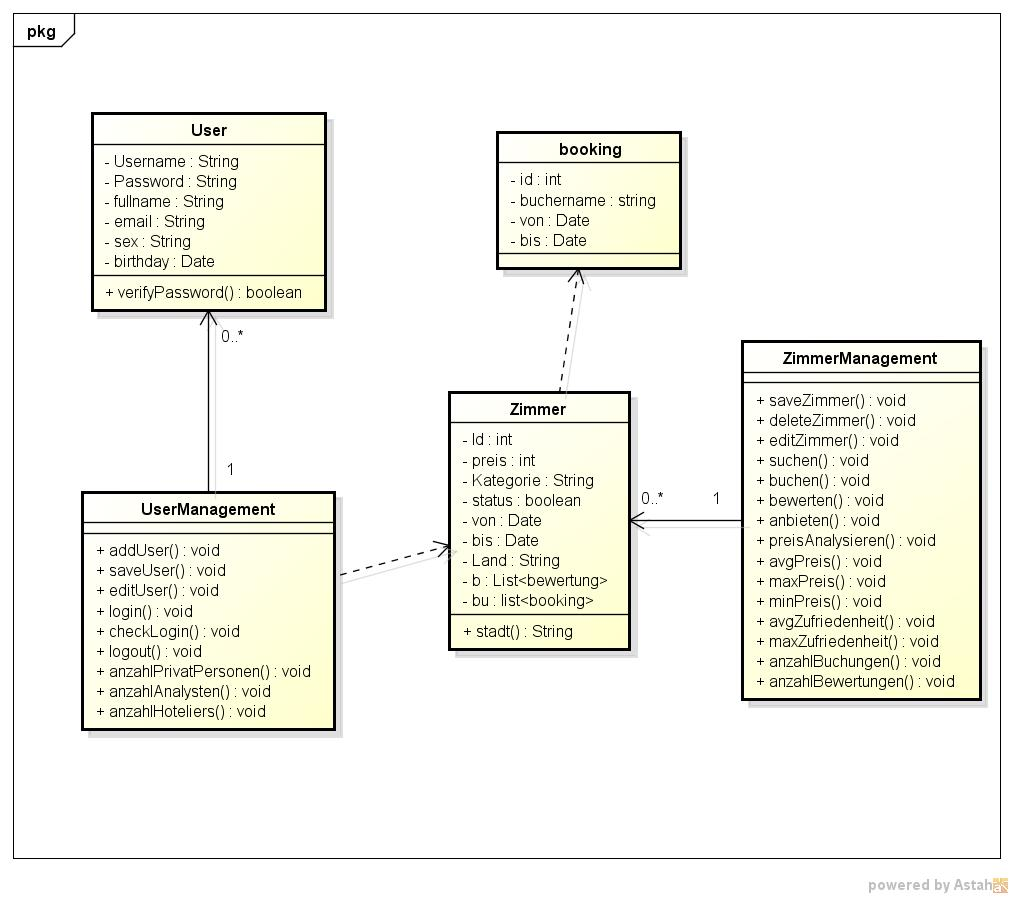 pkg
User
- Username : String
- Password : String
- fullname : String
- email : String
- sex : String
- birthday : Date
+ verifyPassword() : boolean
booking
- id : int
- buchername : string
- von : Date
- bis : Date
0..*
1
UserManagement
+ addUser() : void
+ saveUser() : void
+ editUser() : void
+ login() : void
+ checkLogin() : void
+ logout() : void
+ anzahlPrivatPersonen() : void
+ anzahlAnalysten() : void
+ anzahlHoteliers() : void
Zimmer
- Id : int
- preis : int
- Kategorie : String
- status : boolean
- von : Date
- bis : Date
- Land : String
- b : List<bewertung>
- bu : list<booking>
+ stadt() : String
0..*
1
ZimmerManagement
+ saveZimmer() : void
+ deleteZimmer() : void
+ editZimmer() : void
+ suchen() : void
+ buchen() : void
+ bewerten() : void
+ anbieten() : void
+ preisAnalysieren() : void
+ avgPreis() : void
+ maxPreis() : void
+ minPreis() : void
+ avgZufriedenheit() : void
+ maxZufriedenheit() : void
+ anzahlBuchungen() : void
+ anzahlBewertungen() : void
powered by Astah